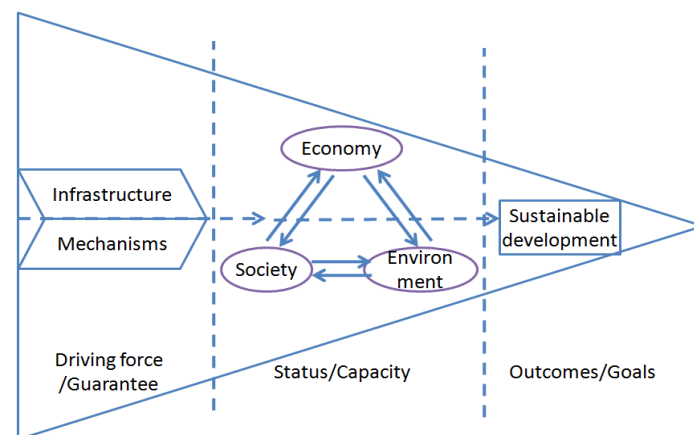 Economy
Infrastructure
Mechanisms
Sustainable
development
Society
Environ
ment
Driving force
/Guarantee
Status/Capacity
Outcomes/Goals